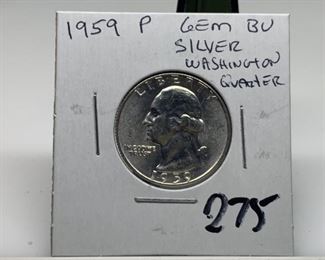 1959 P GEM BU
SILVER
WASHINGTON
QUARTER
LIBERTY
IN GOD WE
TRUST
1959
275